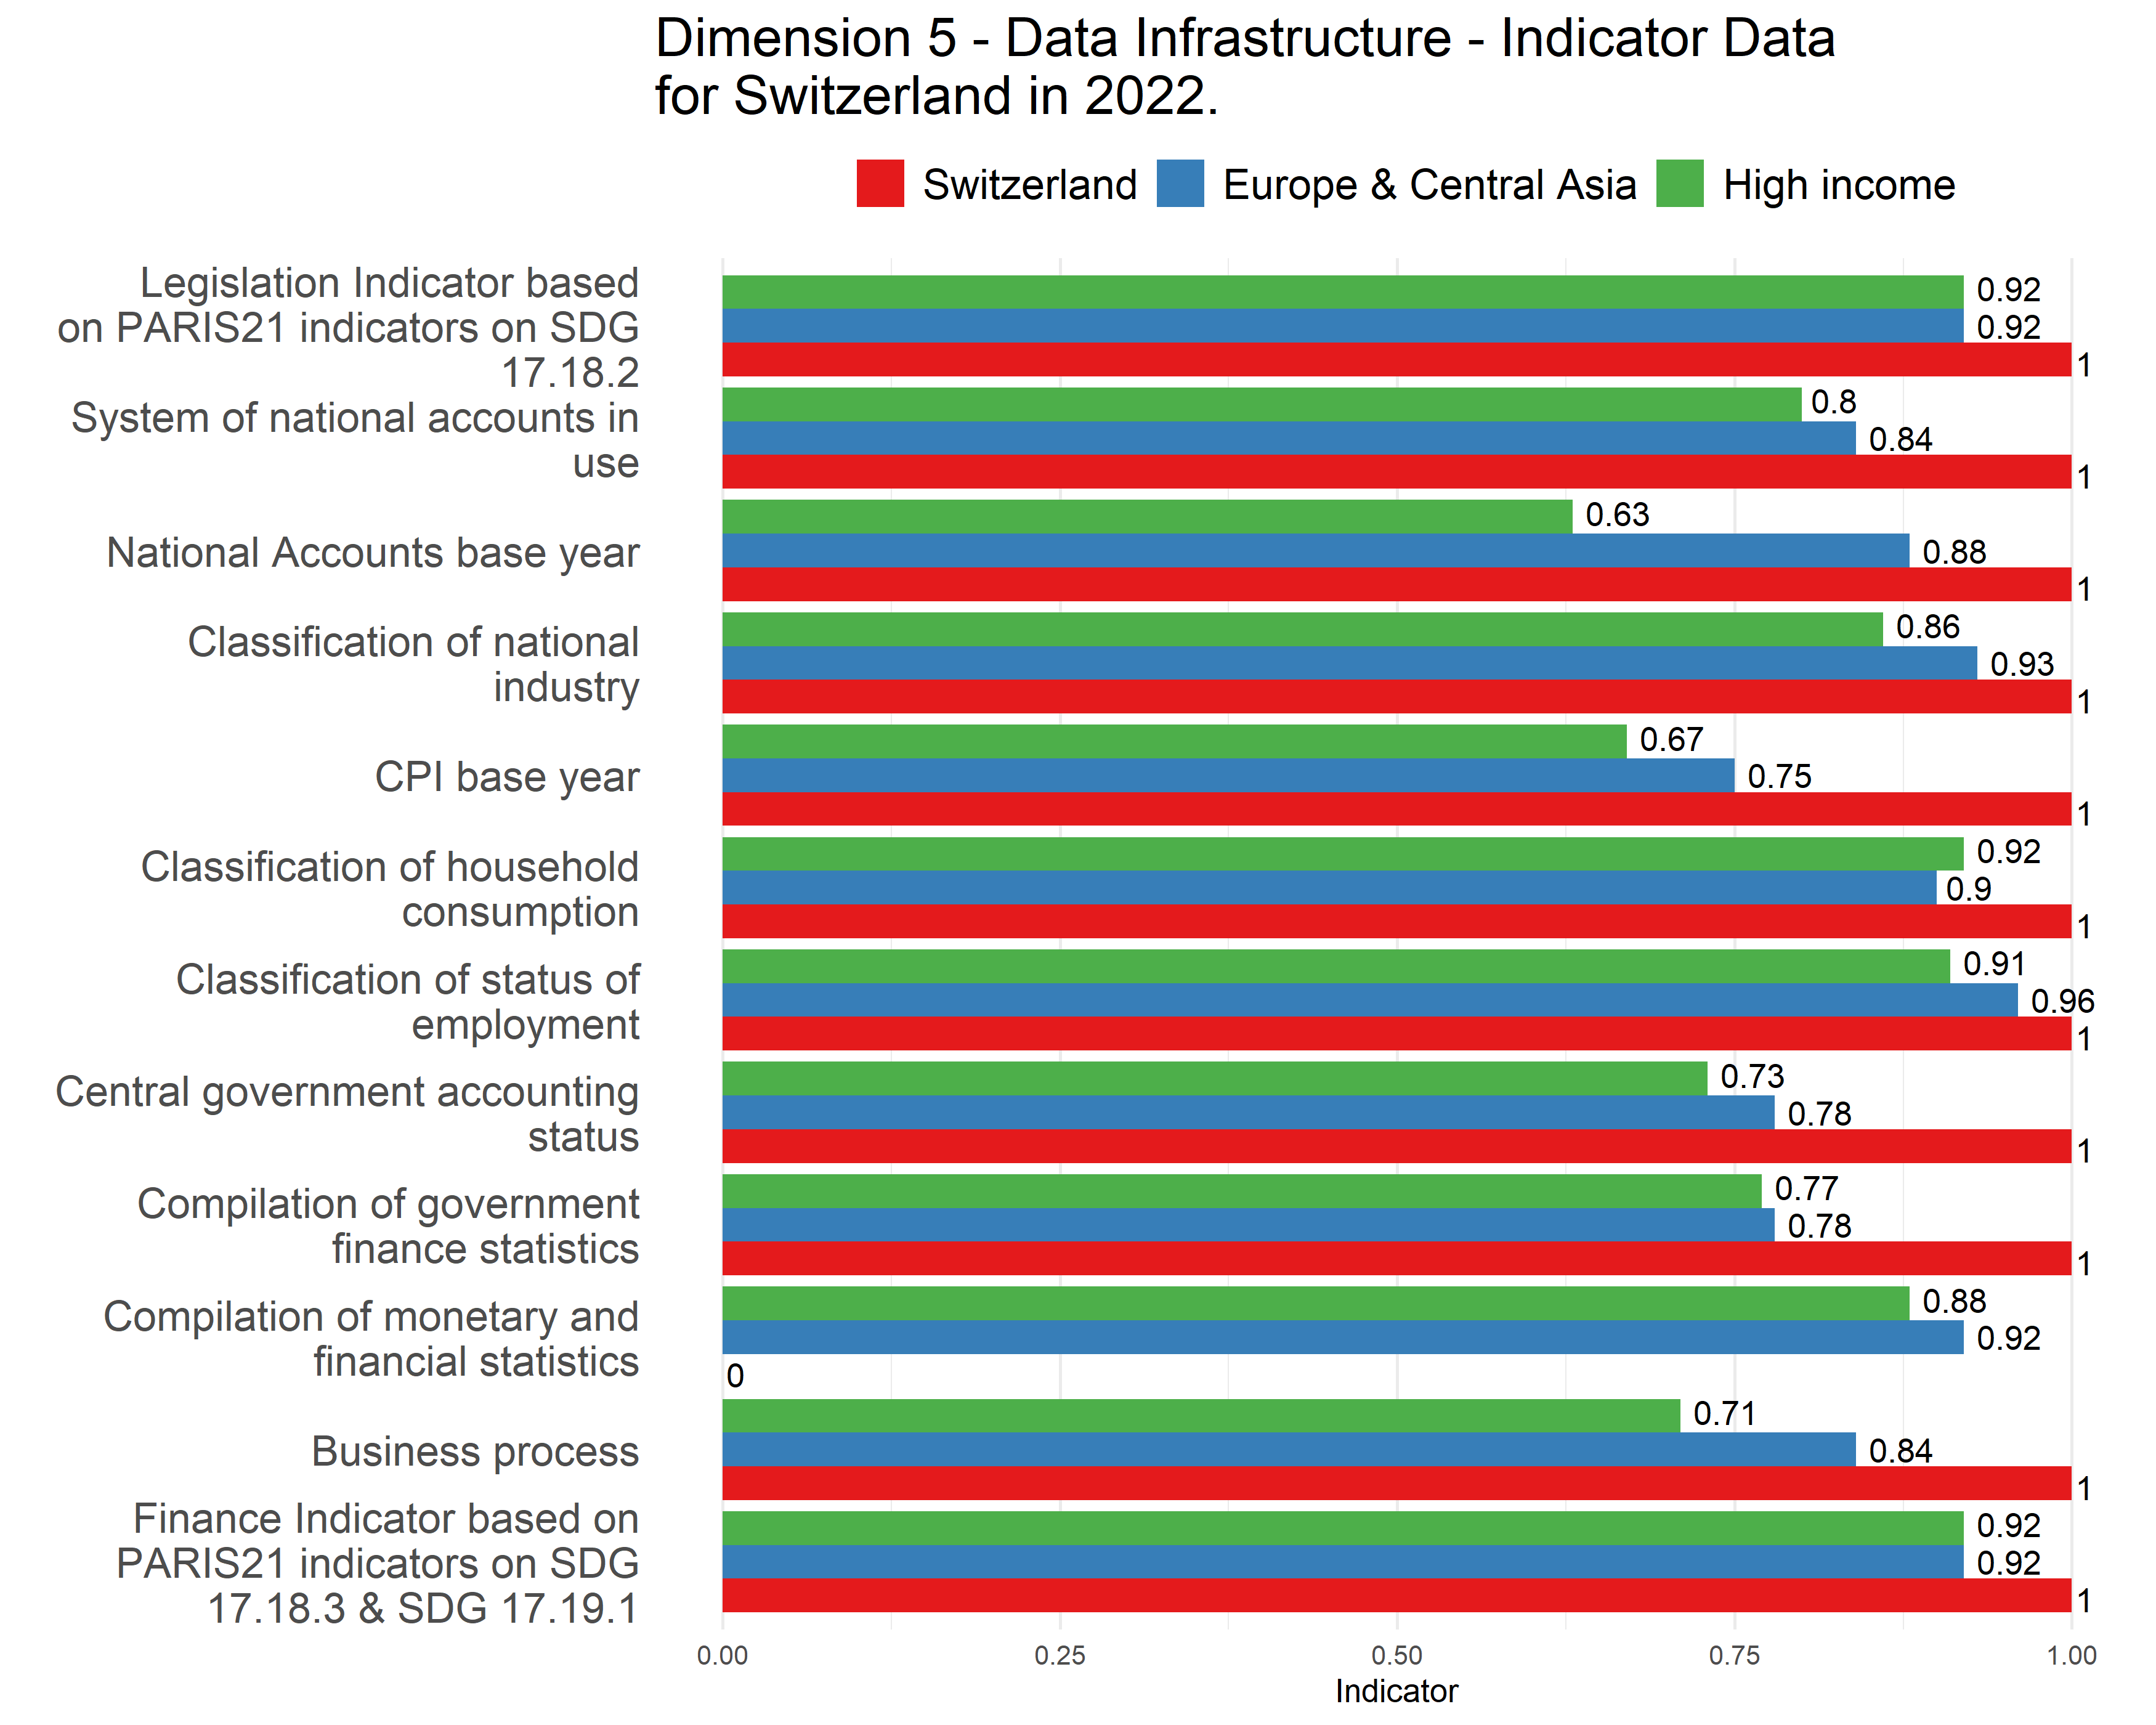 Dimension 5 - Data Infrastructure - Indicator Data
for Switzerland in 2022.
Switzerland
Europe & Central Asia
High income
Legislation Indicator based
on PARIS21 indicators on SDG
17.18.2
0.92
0.92
1
System of national accounts in
use
0.8
0.84
1
National Accounts base year
0.63
0.88
1
Classification of national
industry
0.86
0.93
1
CPI base year
0.67
0.75
1
Classification of household
consumption
0.92
0.9
1
Classification of status of
employment
0.91
0.96
1
Central government accounting
status
0.73
0.78
1
Compilation of government
finance statistics
0.77
0.78
1
Compilation of monetary and
financial statistics
0.88
0.92
0
Business process
0.71
0.84
1
Finance Indicator based on
PARIS21 indicators on SDG
17.18.3 & SDG 17.19.1
0.92
0.92
1
0.00
0.25
0.50
0.75
1.00
Indicator